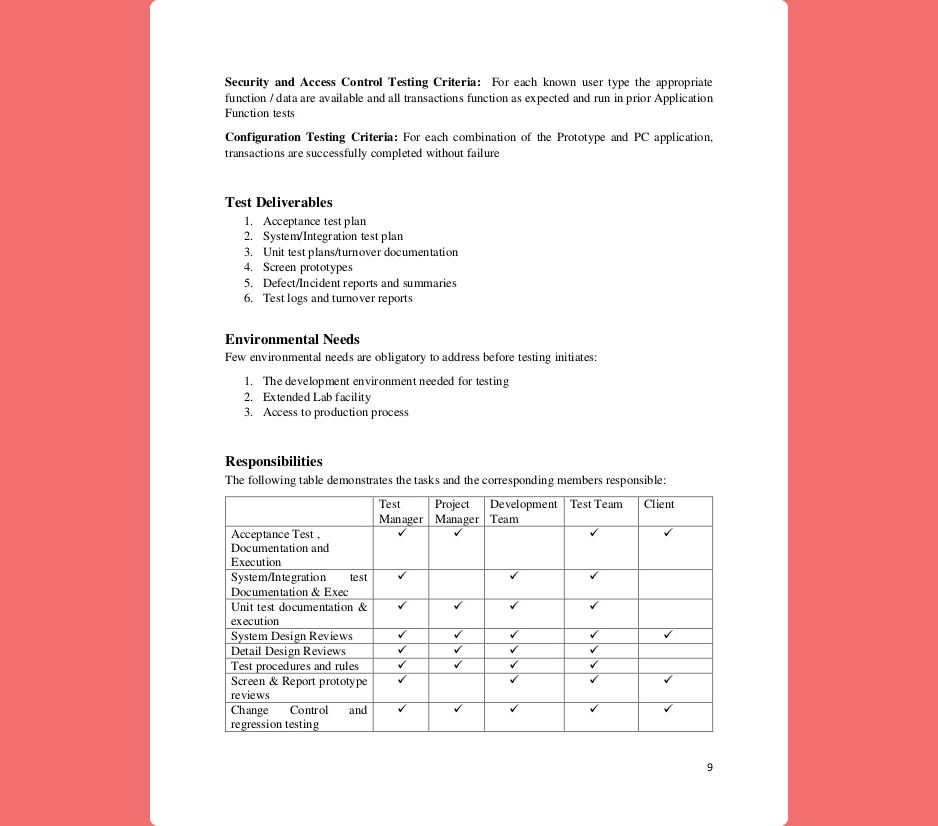 Security and Access Control Testing Criteria: For each known user type the appropriate
function / data are available and all transactions function as expected and run in prior Application
Function tests
Configuration Testing Criteria: For each combination of the Prototype and PC application,
transactions are successfully completed without failure
Test Deliverables
1. Acceptance test plan
2. System/Integration test plan
3. Unit test plans/turnover documentation
4. Screen prototypes
5. Defect/Incident reports and summaries
6. Test logs and turnover reports
Environmental Needs
Few environmental needs are obligatory to address before testing initiates:
1. The development environment needed for testing
2. Extended Lab facility
3. Access to production process
Responsibilities
The following table demonstrates the tasks and the corresponding members responsible:
Test Project Development Test Team Client
Manager Manager Team
Acceptance Test , ✓ ✓ ✓ ✓
Documentation and
Execution
System/Integration test ✓ ✓ ✓
Documentation & Exec
Unit test documentation & ✓ ✓ ✓ ✓
execution
System Design Reviews ✓ ✓ ✓ ✓ ✓
Detail Design Reviews ✓ ✓ ✓ ✓
Test procedures and rules ✓ ✓ ✓ ✓
Screen & Report prototype ✓ ✓ ✓ ✓
reviews
Change Control and ✓ ✓ ✓ ✓ ✓
regression testing
9